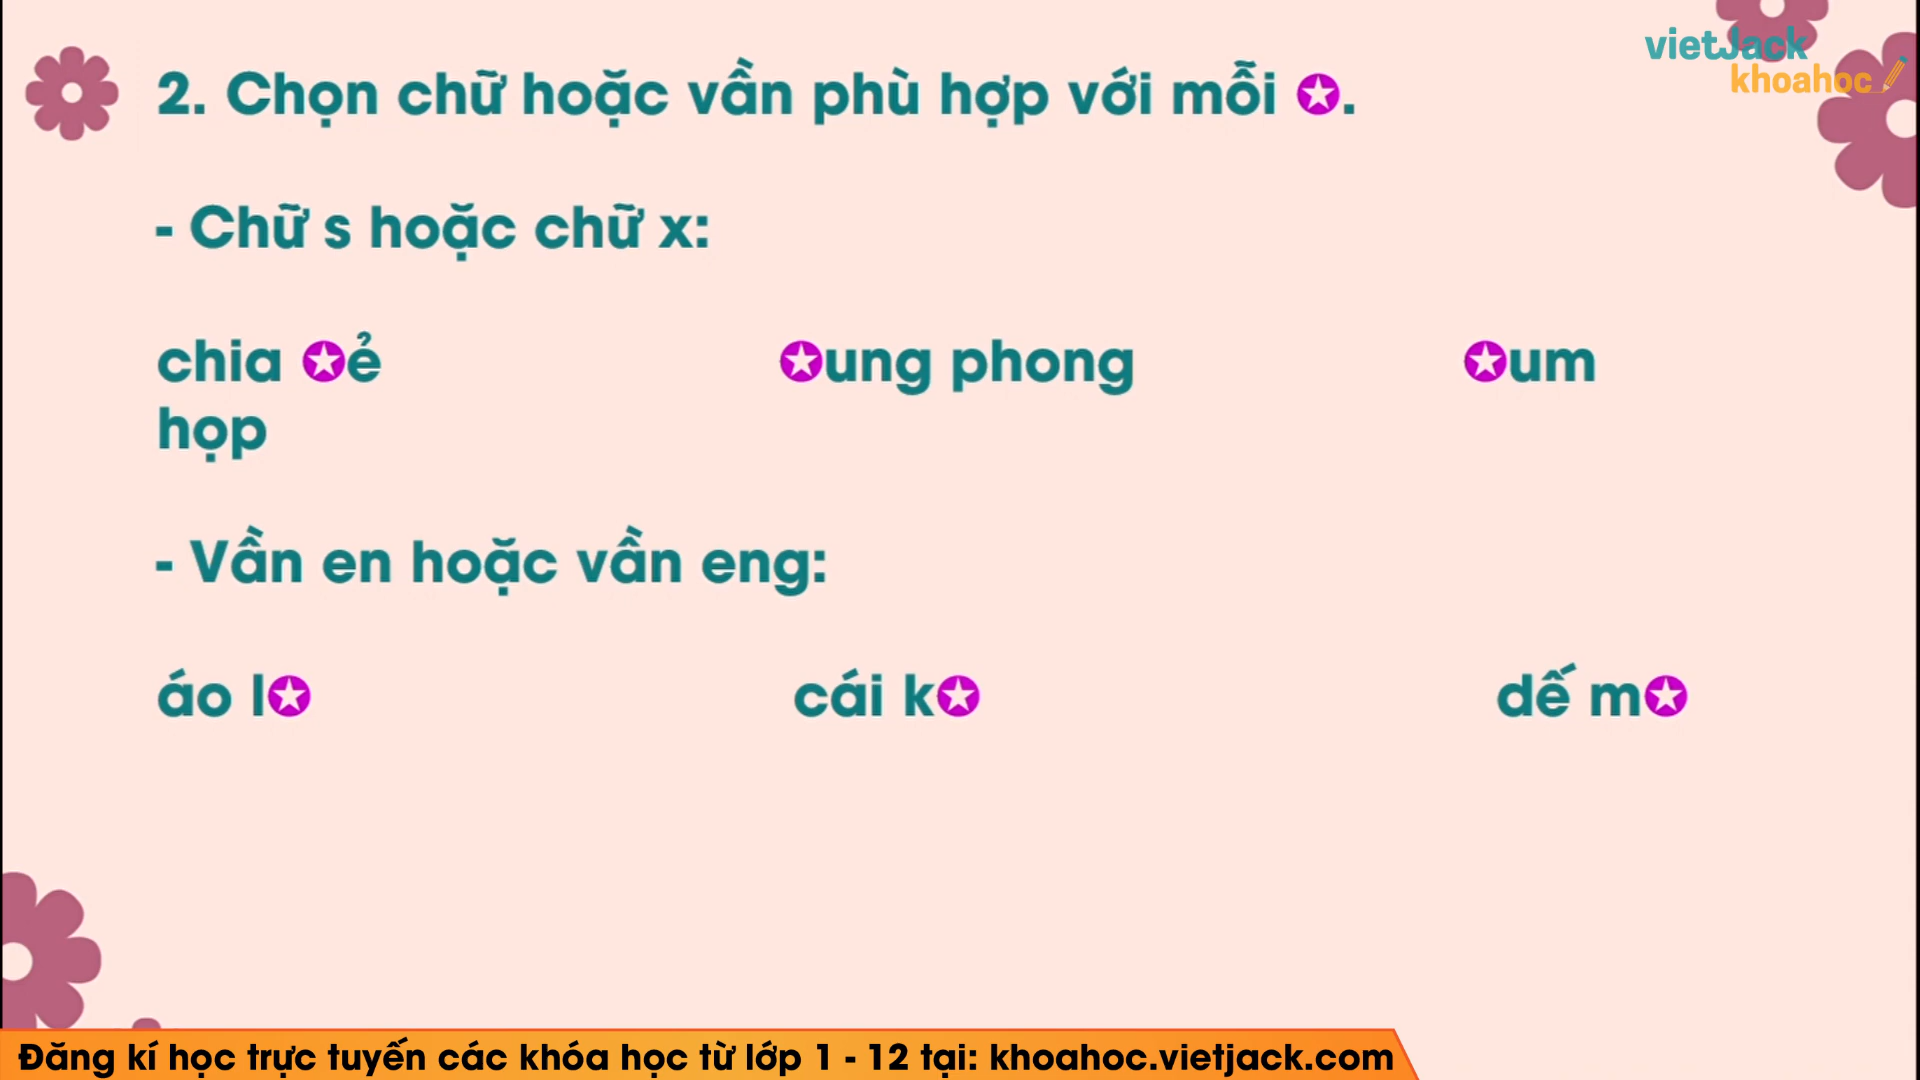 vietJack
khoahoc
2. Chọn chữ hoặc vần phù hợp với mỗi ✪.
- Chữ s hoặc chữ x:
chia ✪ẻ ✪ung phong ✪um
họp
- Vần en hoặc vần eng:
áo l✪ cái k✪ dế m✪
Đăng kí học trực tuyến các khóa học từ lớp 1 - 12 tại: khoahoc.vietjack.com